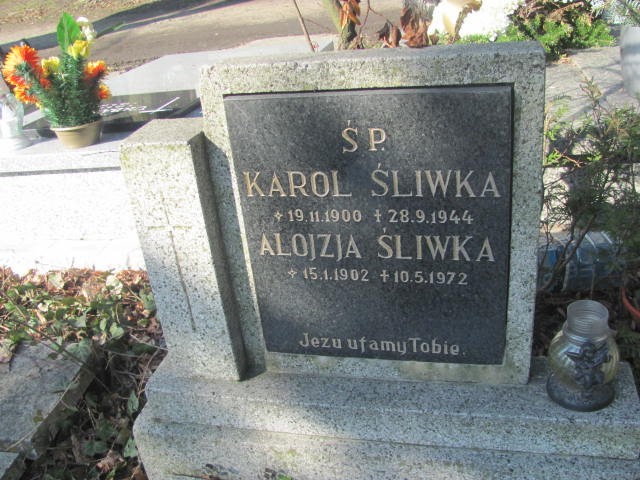 Ś.P.
KAROL ŚLIWKA
* 19.11.1900 + 28.9.1944
ALOJZJA ŚLIWKA
* 15.1.1902 + 10.5.1972
Jezu ufamy Tobie.